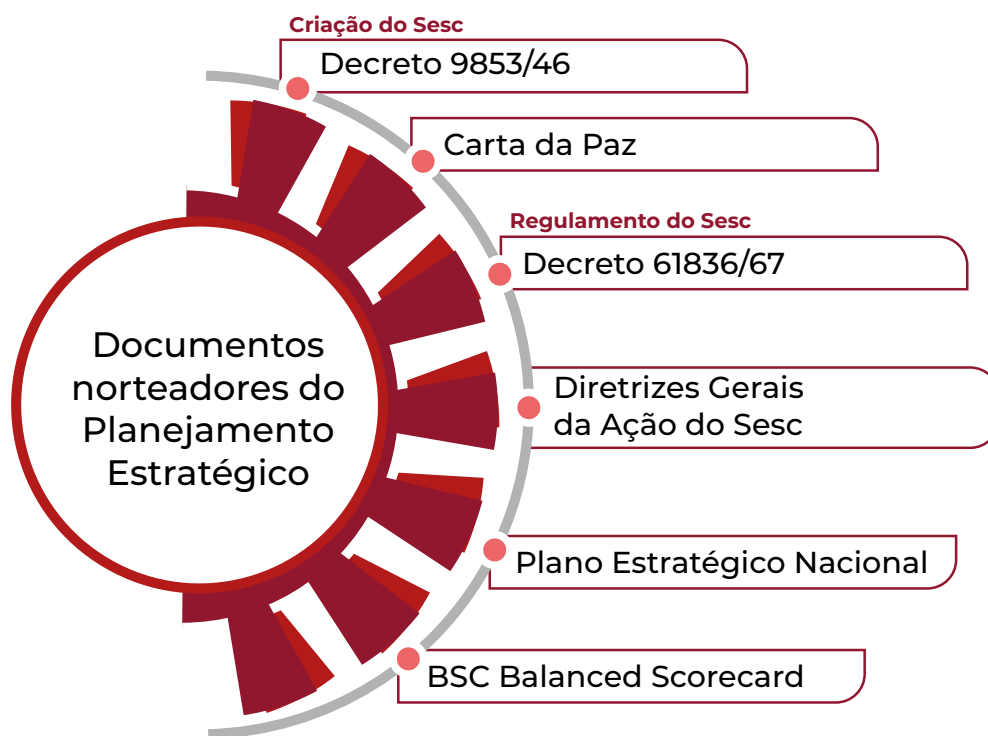 Criação do Sesc
Decreto 9853/46
Carta da Paz
Regulamento do Sesc
Decreto 61836/67
Documentos
norteadores do
Planejamento
Estratégico
Diretrizes Gerais
da Ação do Sesc
Plano Estratégico Nacional
BSC Balanced Scorecard